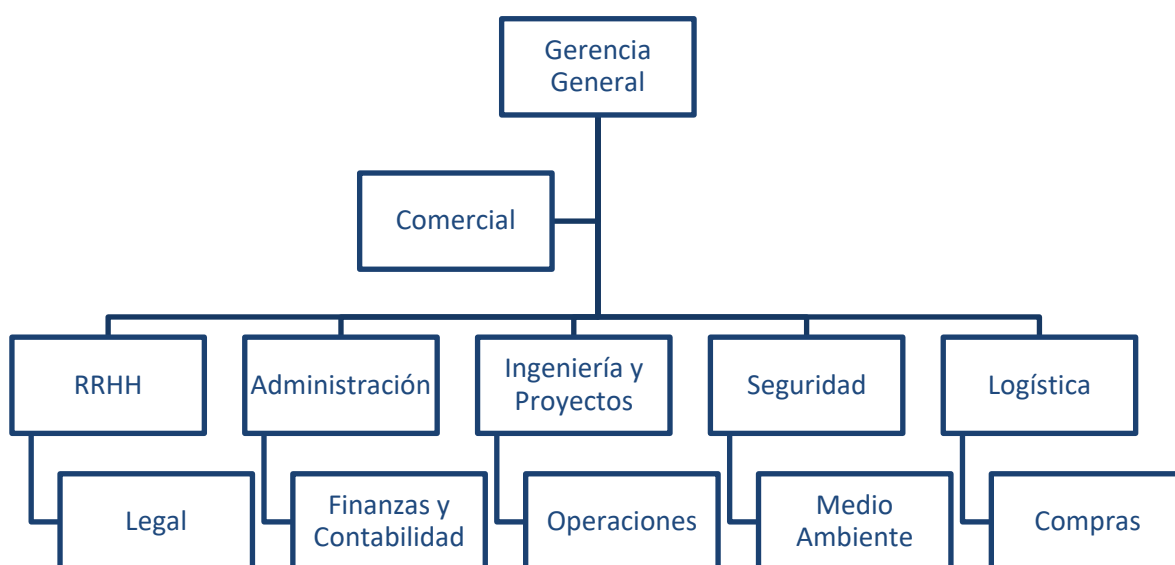 Gerencia
General
Comercial
RRHH
Administración
Ingeniería y
Proyectos
Seguridad
Logística
Legal
Finanzas y
Contabilidad
Operaciones
Medio
Ambiente
Compras